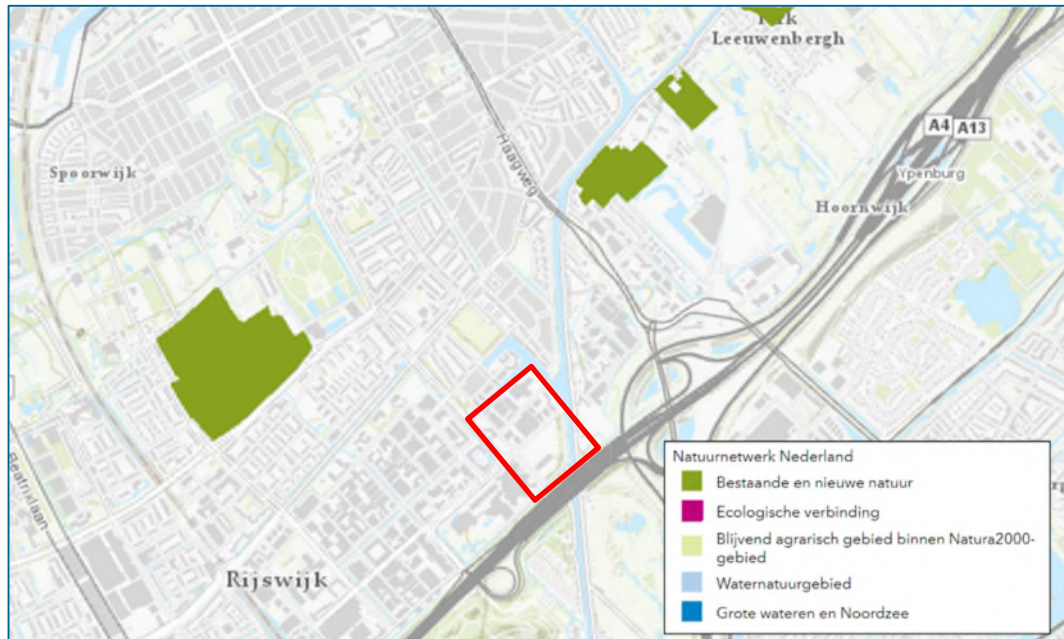 Leeuwenbergh
A4 A13
Spoorwijk
Haagweg
Ypenburg
Hoornwijk
Beatrixlaan
Rijswijk
Natuurnetwerk Nederland
Bestaande en nieuwe natuur
Ecologische verbinding
Blijvend agrarisch gebied binnen Natura2000-
gebied
Waternatuurgebied
Grote wateren en Noordzee